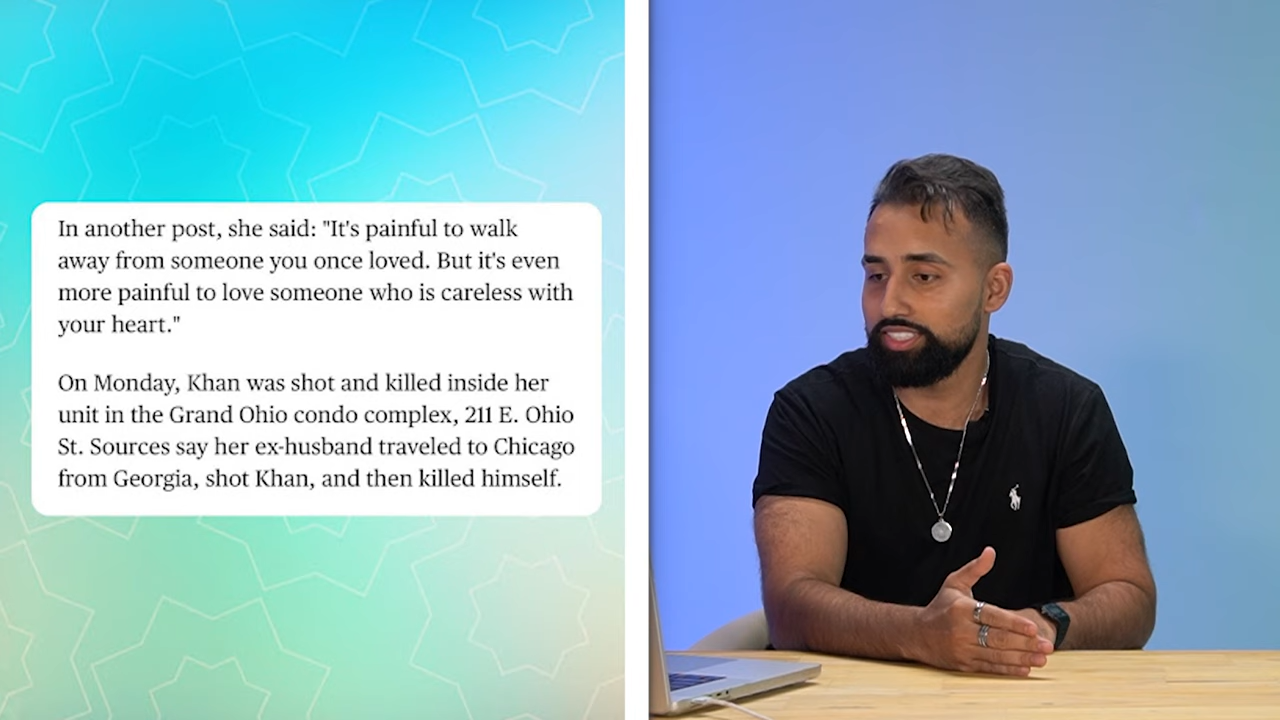 In another post, she said: "It's painful to walk
away from someone you once loved. But it's even
more painful to love someone who is careless with
your heart."
On Monday, Khan was shot and killed inside her
unit in the Grand Ohio condo complex, 211 E. Ohio
St. Sources say her ex-husband traveled to Chicago
from Georgia, shot Khan, and then killed himself.